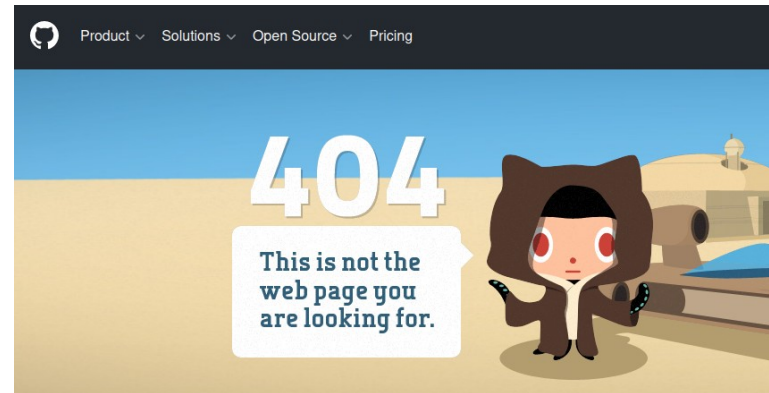 Product Solutions Open Source Pricing
404
This is not the
web page you
are looking for.